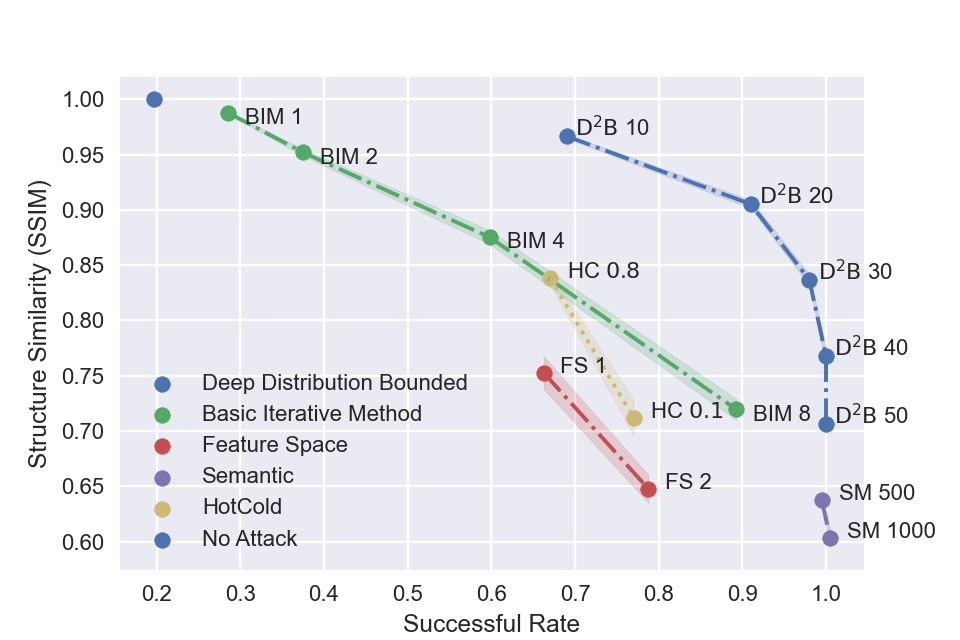 1.00
0.95
0.90
0.85
0.80
0.75
0.70
0.65
0.60
Structure Similarity (SSIM)
BIM 1
BIM 2
BIM 4
BIM 8
D²B 10
D²B 20
D²B 30
D²B 40
D²B 50
HC 0.8
HC 0.1
FS 1
FS 2
SM 500
SM 1000
Deep Distribution Bounded
Basic Iterative Method
Feature Space
Semantic
HotCold
No Attack
0.2 0.3 0.4 0.5 0.6 0.7 0.8 0.9 1.0
Successful Rate